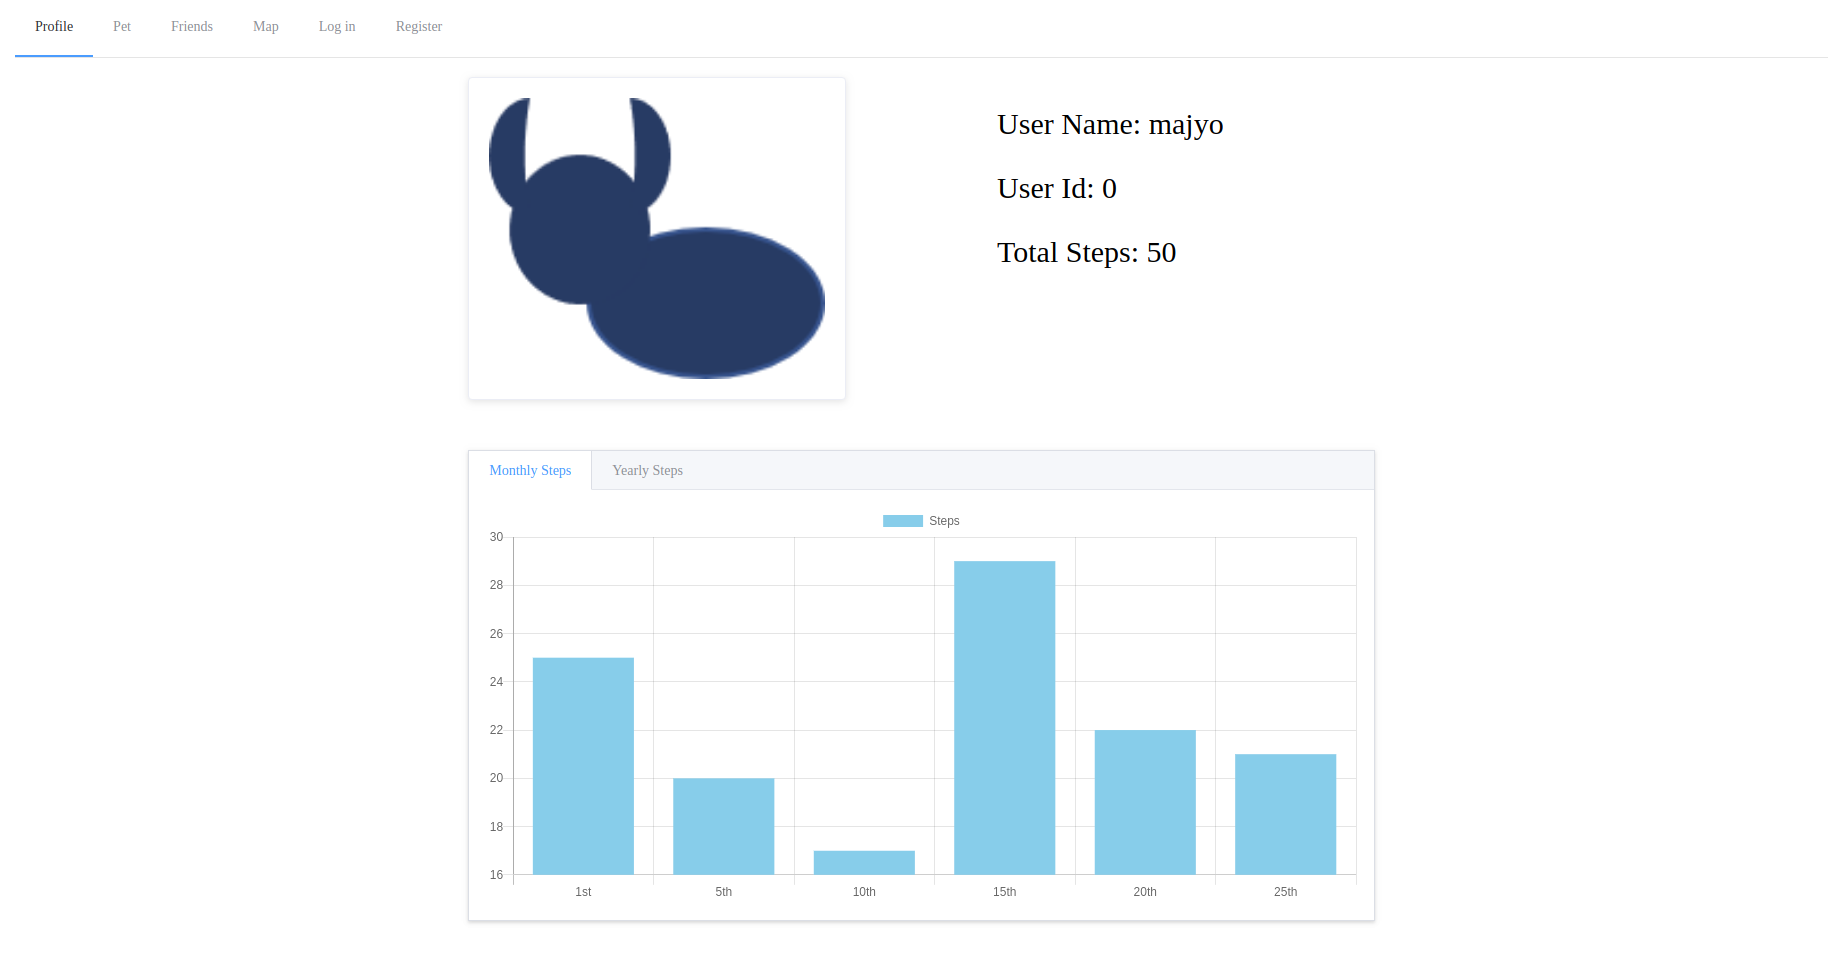 Profile Pet Friends Map Log in Register
User Name: majyo
User Id: 0
Total Steps: 50
Monthly Steps Yearly Steps
Steps
30
28
26
24
22
20
18
16
1st 5th 10th 15th 20th 25th